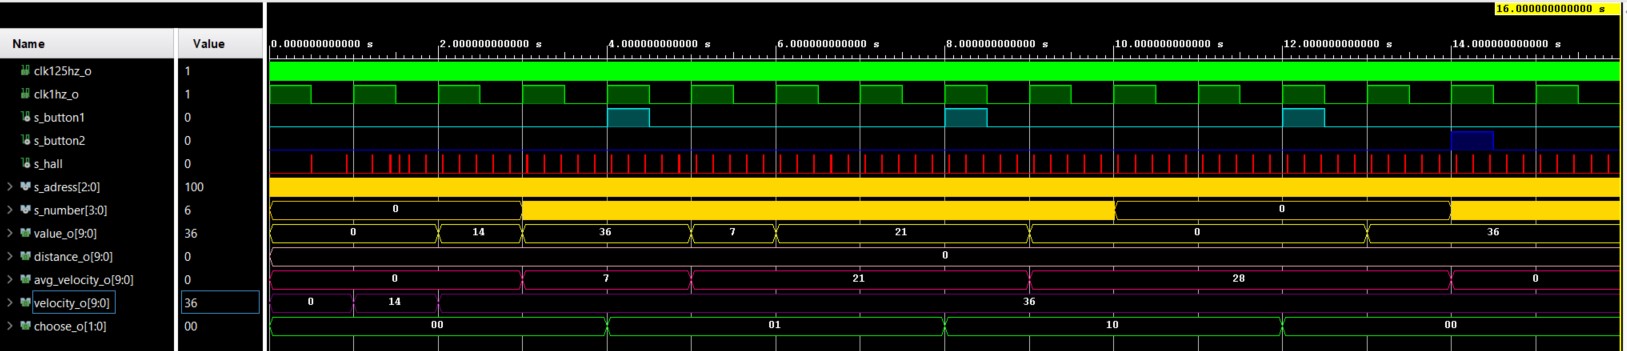 16.000000000000 s
Name Value 0.000000000000 s 2.000000000000 s 4.000000000000 s 6.000000000000 s 8.000000000000 s 10.000000000000 s 12.000000000000 s 14.000000000000 s
clk125hz_o 1
clk1hz_o 1
s_button1 0
s_button2 0
s_hall 0
s_adress[2:0] 100
s_number[3:0] 6 0 0
value_o[9:0] 36 0 14 36 7 21 0 36
distance_o[9:0] 0 0
avg_velocity_o[9:0] 0 0 7 21 28 0
velocity_o[9:0] 36 0 14 36
choose_o[1:0] 00 00 01 10 00